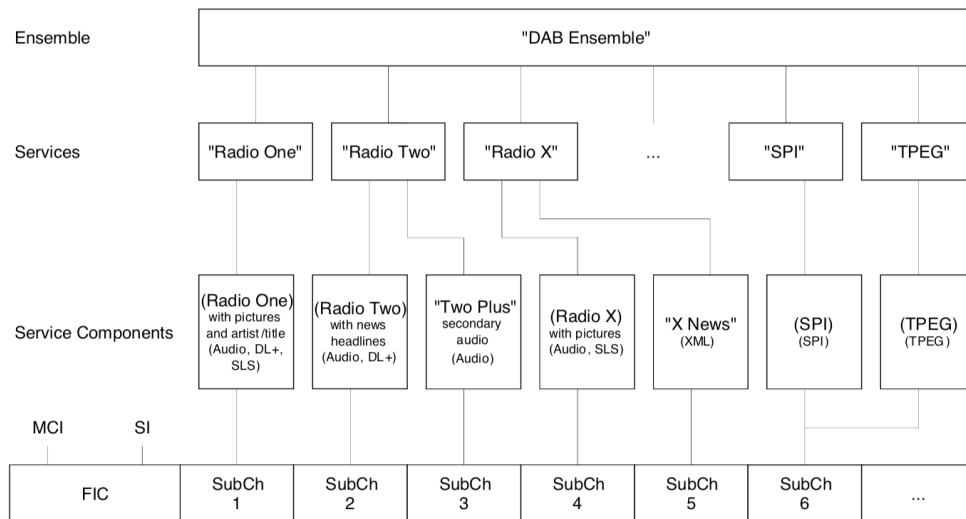 Ensemble
"DAB Ensemble"
Services
"Radio One"
"Radio Two"
"Radio X"
...
"SPI"
"TPEG"
Service Components
(Radio One)
with pictures
and artist/title
(Audio, DL+,
SLS)
(Radio Two)
with news
headlines
(Audio, DL+)
"Two Plus"
secondary
audio
(Audio)
(Radio X)
with pictures
(Audio, SLS)
"X News"
(XML)
(SPI)
(SPI)
(TPEG)
(TPEG)
MCI
SI
FIC
SubCh
1
SubCh
2
SubCh
3
SubCh
4
SubCh
5
SubCh
6
...